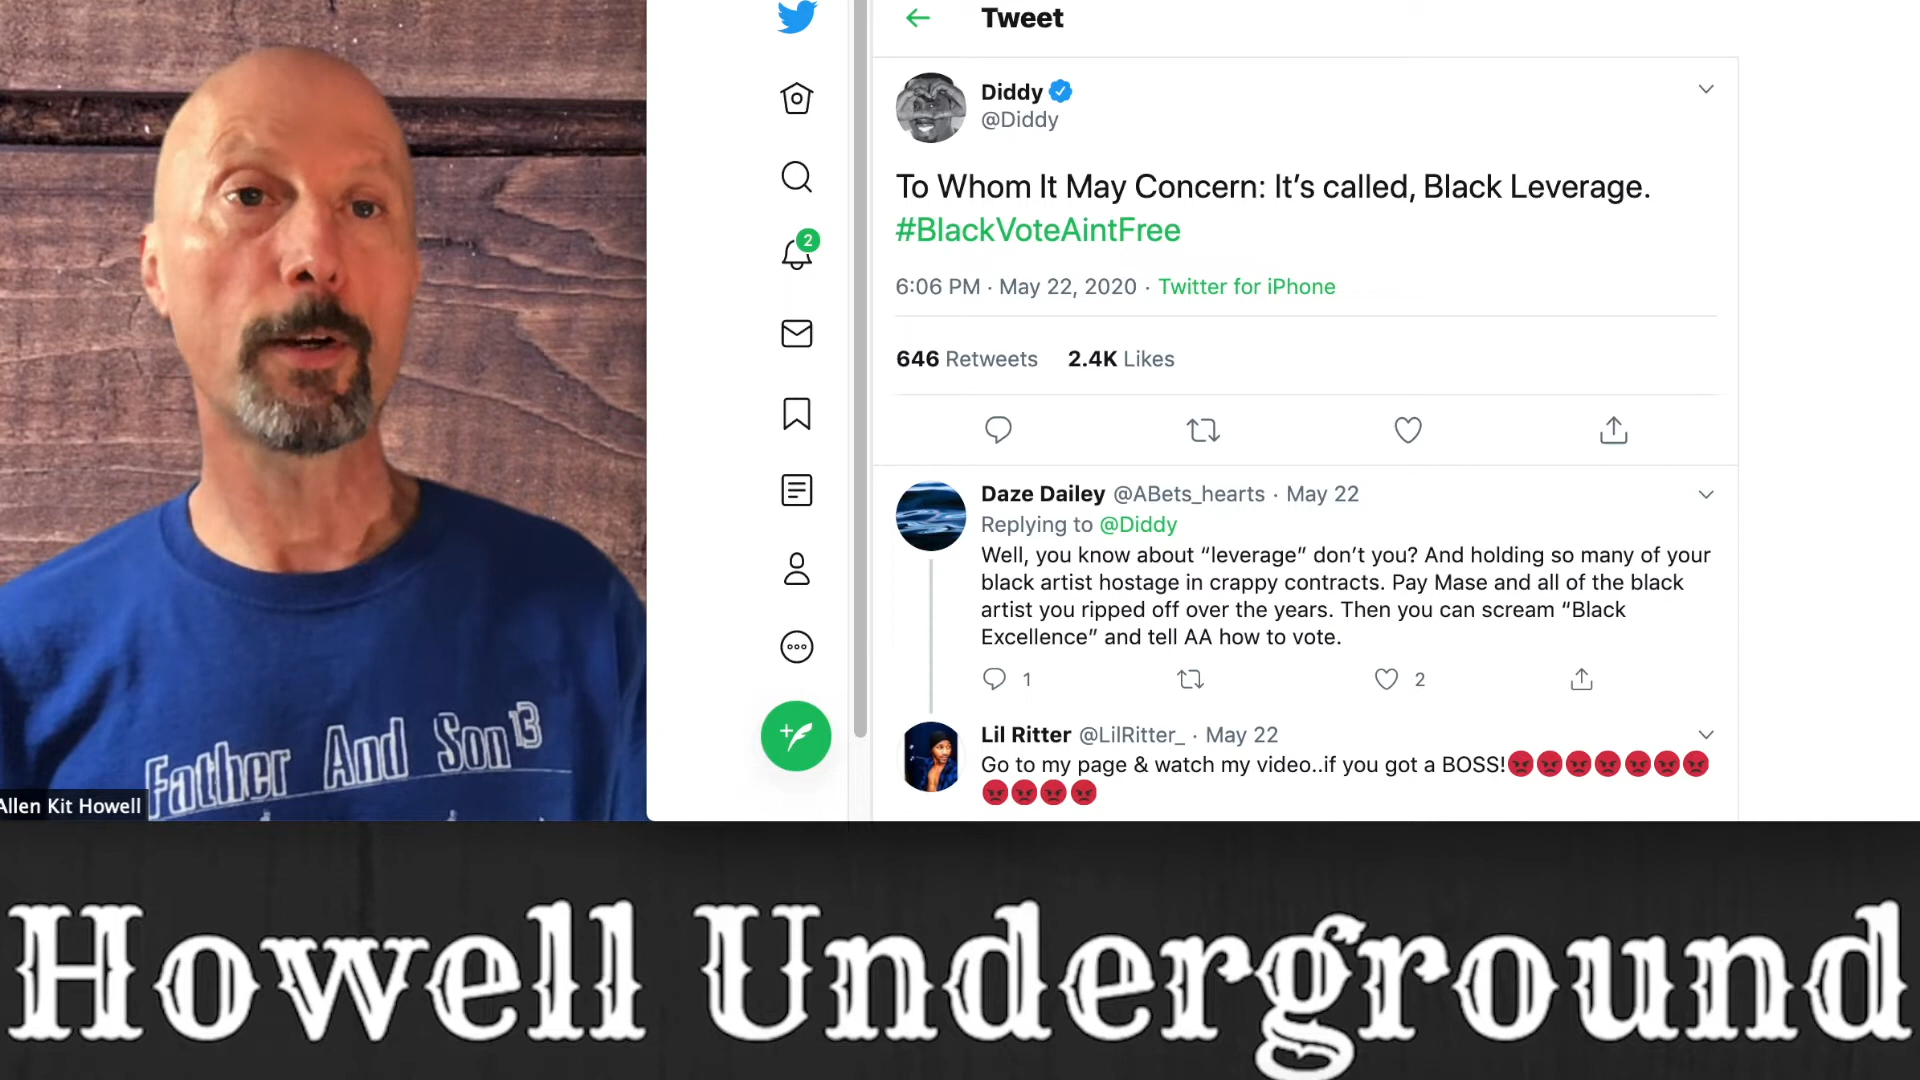 Tweet
Diddy
@Diddy
To Whom It May Concern: It’s called, Black Leverage.
#BlackVoteAintFree
6:06 PM · May 22, 2020 · Twitter for iPhone
646 Retweets 2.4K Likes
2
Daze Dailey @ABets_hearts · May 22
Replying to @Diddy
Well, you know about “leverage” don’t you? And holding so many of your
black artist hostage in crappy contracts. Pay Mase and all of the black
artist you ripped off over the years. Then you can scream “Black
Excellence” and tell AA how to vote.
1 2
Lil Ritter @LilRitter_ · May 22
Go to my page & watch my video..if you got a BOSS!😡😡😡😡😡😡😡
😡😡😡😡
Father And Son 13
Allen Kit Howell
Howell Underground